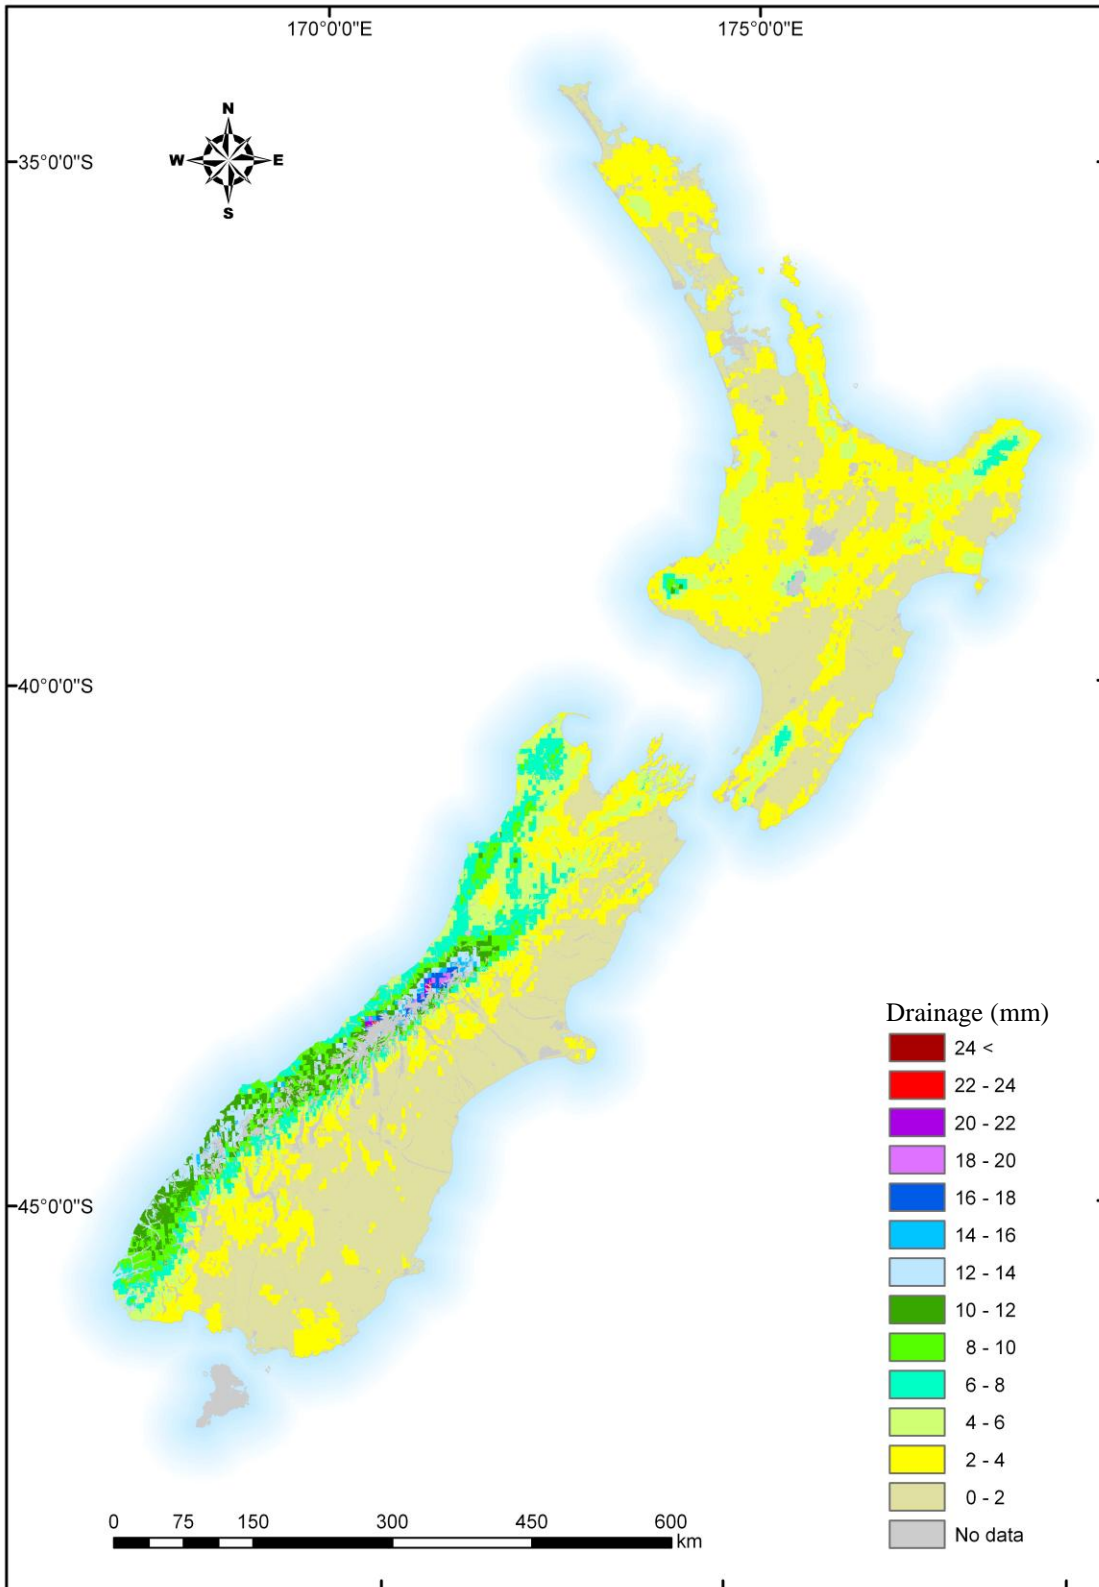 170°0'0"E 175°0'0"E
N
W E
S
35°0'0"S
40°0'0"S
45°0'0"S
Drainage (mm)
24 <
22 - 24
20 - 22
18 - 20
16 - 18
14 - 16
12 - 14
10 - 12
8 - 10
6 - 8
4 - 6
2 - 4
0 - 2
No data
0 75 150 300 450 600
km